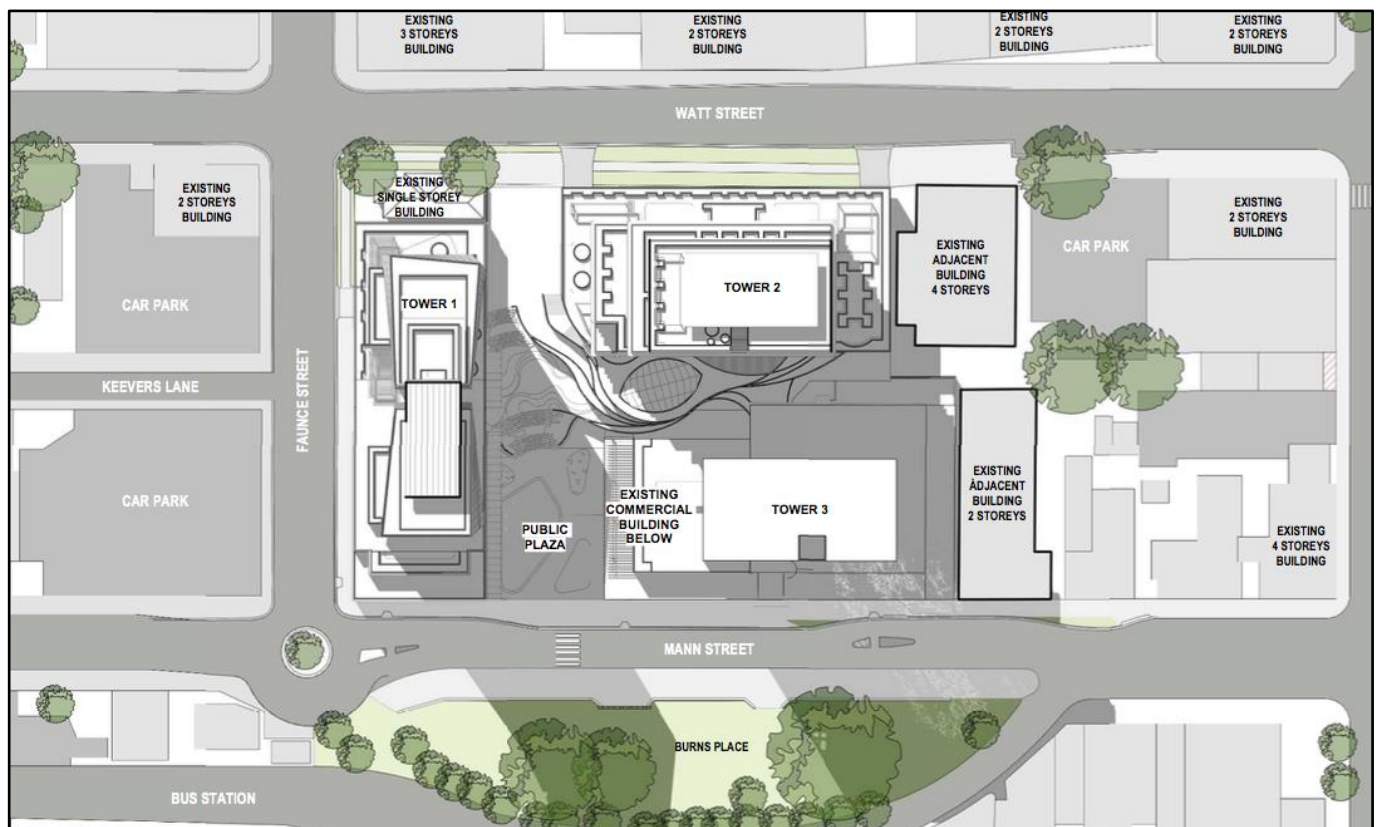 EXISTING
3 STOREYS
BUILDING
EXISTING
2 STOREYS
BUILDING
EXISTING
2 STOREYS
BUILDING
EXISTING
2 STOREYS
BUILDING
WATT STREET
EXISTING
2 STOREYS
BUILDING
EXISTING
SINGLE STOREY
BUILDING
EXISTING
2 STOREYS
BUILDING
CAR PARK
EXISTING
ADJACENT
BUILDING
4 STOREYS
TOWER 1
TOWER 2
CAR PARK
KEEVERS LANE
FAUNCE STREET
CAR PARK
PUBLIC
PLAZA
EXISTING
COMMERCIAL
BUILDING
BELOW
TOWER 3
EXISTING
ÀDJACENT
BUILDING
2 STOREYS
EXISTING
4 STOREYS
BUILDING
MANN STREET
BURNS PLACE
BUS STATION